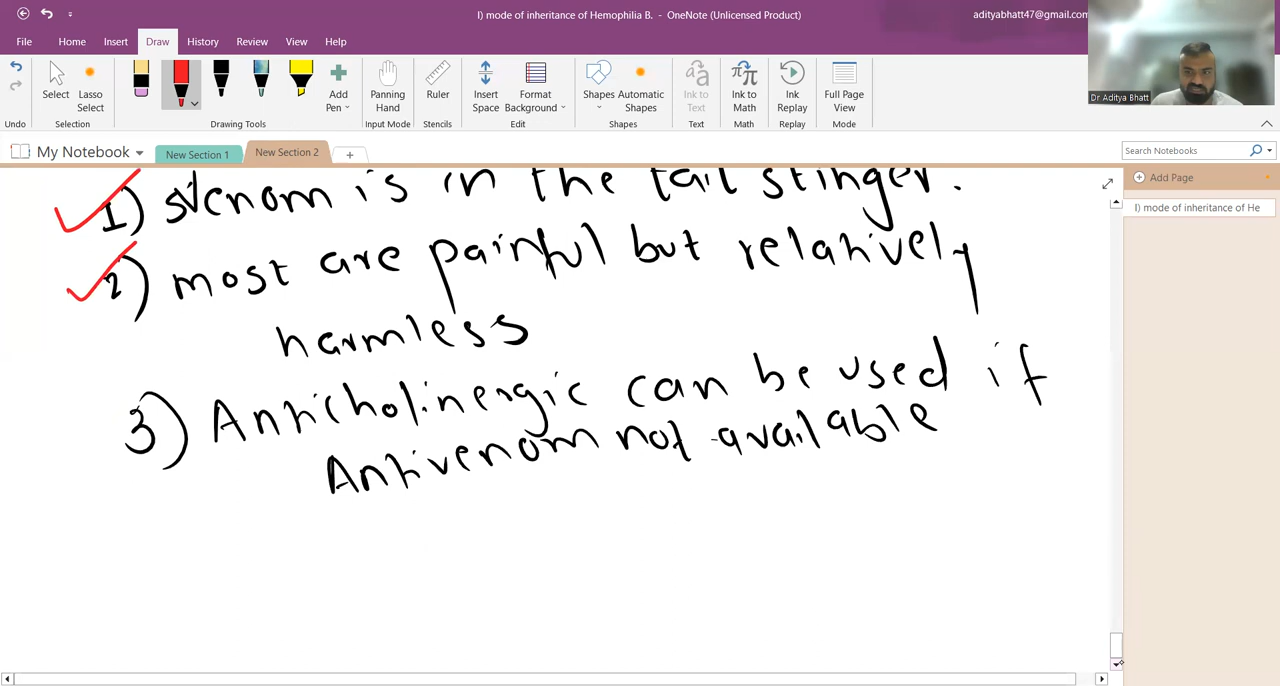 I) mode of inheritance of Hemophilia B. - OneNote (Unlicensed Product)
adityabhatt47@gmail.com
File Home Insert Draw History Review View Help
Undo
Select
Lasso Select
Selection
Drawing Tools
Add Pen
Panning Hand
Input Mode
Ruler
Stencils
Insert Space
Format Background
Edit
Shapes
Automatic Shapes
Shapes
Ink to Text
Text
Ink to Math
Math
Ink Replay
Replay
Full Page View
Mode
Dr Aditya Bhatt
My Notebook
New Section 1
New Section 2
Search Notebooks
Add Page
I) mode of inheritance of He
1) venom is in the tail stinger.
2) most are painful but relatively
harmless
3) Anticholinergic can be used if
Antivenom not available